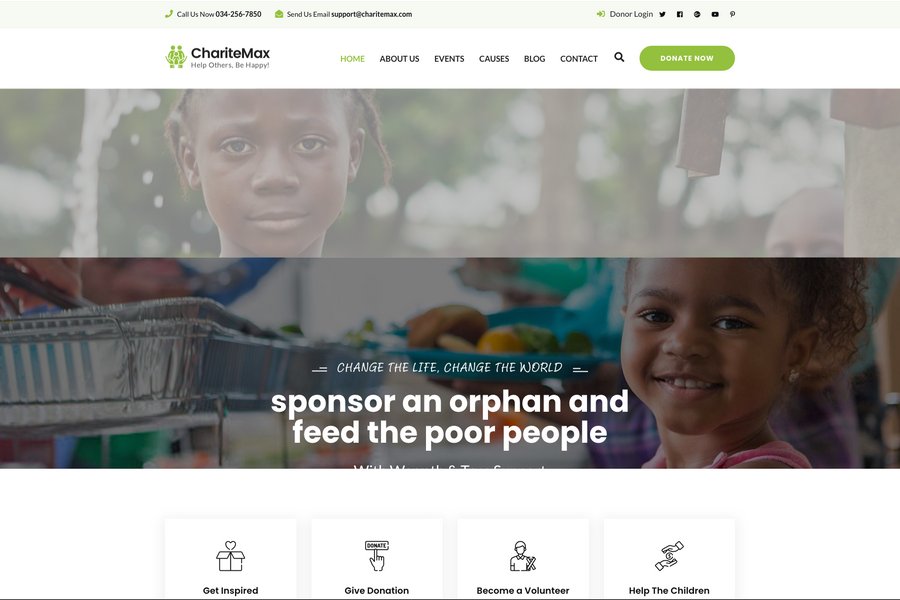 Call Us Now 034-256-7850
Send Us Email support@charitemax.com
Donor Login
ChariteMax
Help Others, Be Happy!
HOME
ABOUT US
EVENTS
CAUSES
BLOG
CONTACT
DONATE NOW
CHANGE THE LIFE, CHANGE THE WORLD
sponsor an orphan and
feed the poor people
DONATE
Get Inspired
Give Donation
Become a Volunteer
Help The Children